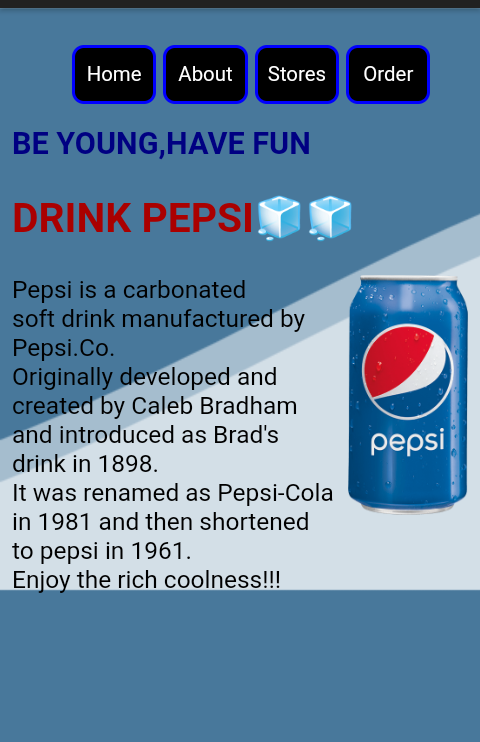 Home About Stores Order
BE YOUNG,HAVE FUN
DRINK PEPSI🧊🧊
Pepsi is a carbonated
soft drink manufactured by
Pepsi.Co.
Originally developed and
created by Caleb Bradham
and introduced as Brad's
drink in 1898.
It was renamed as Pepsi-Cola
in 1981 and then shortened
to pepsi in 1961.
Enjoy the rich coolness!!!
pepsi